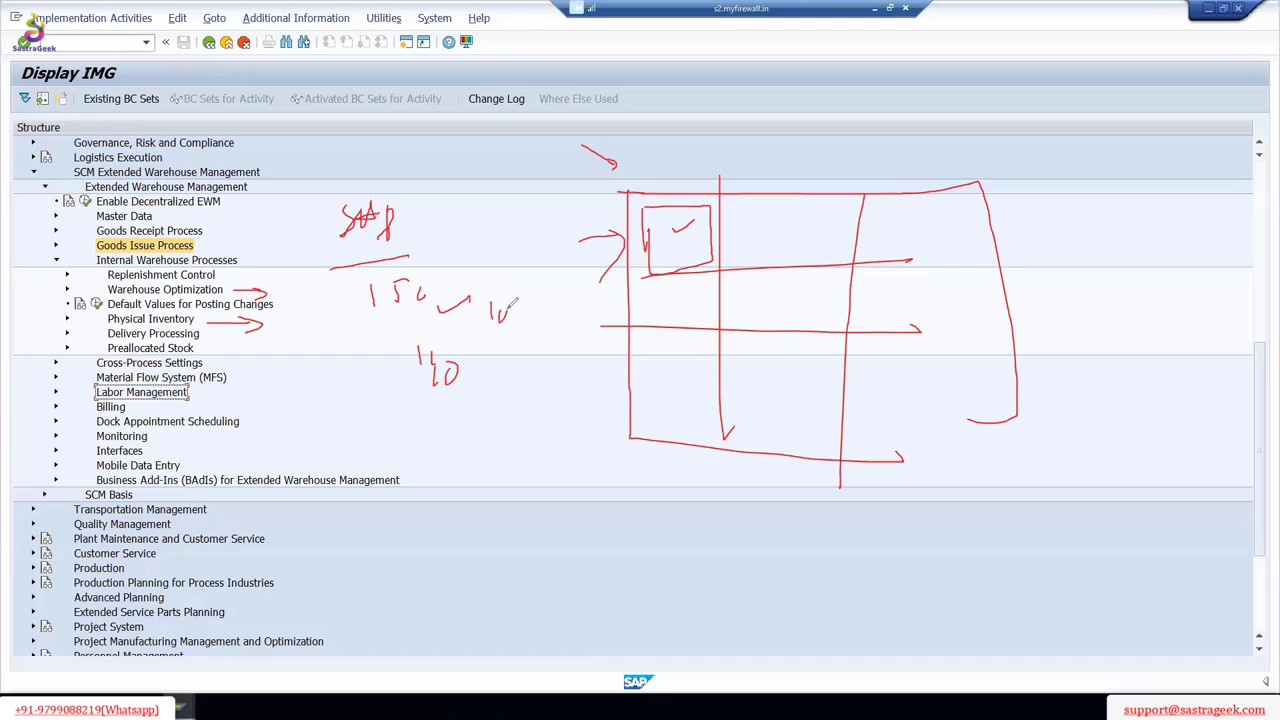 Implementation Activities Edit Goto Additional Information Utilities System Help
s2.myfirewall.in
SastraGeek
Display IMG
Existing BC Sets BC Sets for Activity Activated BC Sets for Activity Change Log Where Else Used
Structure
Governance, Risk and Compliance
Logistics Execution
SCM Extended Warehouse Management
Extended Warehouse Management
Enable Decentralized EWM
Master Data
Goods Receipt Process
Goods Issue Process
Internal Warehouse Processes
Replenishment Control
Warehouse Optimization
Default Values for Posting Changes
Physical Inventory
Delivery Processing
Preallocated Stock
Cross-Process Settings
Material Flow System (MFS)
Labor Management
Billing
Dock Appointment Scheduling
Monitoring
Interfaces
Mobile Data Entry
Business Add-Ins (BAdIs) for Extended Warehouse Management
SCM Basis
Transportation Management
Quality Management
Plant Maintenance and Customer Service
Customer Service
Production
Production Planning for Process Industries
Advanced Planning
Extended Service Parts Planning
Project System
Project Manufacturing Management and Optimization
Personnel Management
SAP
150
10
140
SAP
+91-9799088219(Whatsapp)
support@sastrageek.com